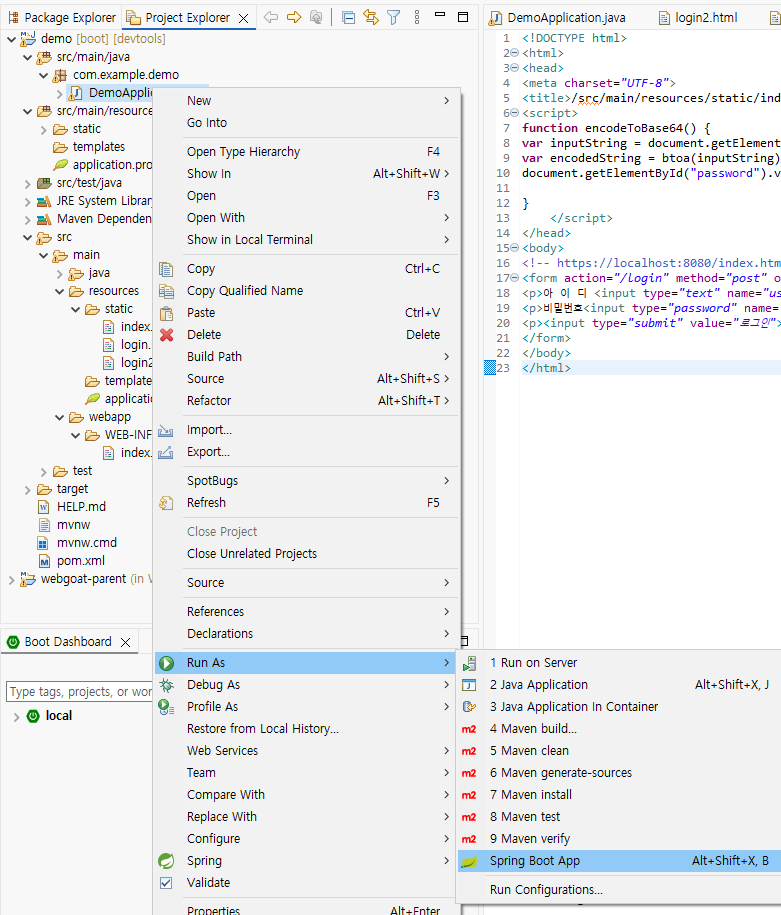 Package Explorer
Project Explorer
demo [boot] [devtools]
src/main/java
com.example.demo
DemoApplic
src/main/resource
static
templates
application.pro
src/test/java
JRE System Library
Maven Dependen
src
main
java
resources
static
index.
login.
login2
template
applicatio
webapp
WEB-INF
index.
test
target
HELP.md
mvnw
mvnw.cmd
pom.xml
webgoat-parent (in W
Boot Dashboard
Type tags, projects, or wor
local
New
Go Into
Open Type Hierarchy F4
Show In Alt+Shift+W
Open F3
Open With
Show in Local Terminal
Copy Ctrl+C
Copy Qualified Name
Paste Ctrl+V
Delete Delete
Build Path
Source Alt+Shift+S
Refactor Alt+Shift+T
Import...
Export...
SpotBugs
Refresh F5
Close Project
Close Unrelated Projects
Source
References
Declarations
Run As
Debug As
Profile As
Restore from Local History...
Web Services
Team
Compare With
Replace With
Configure
Spring
Validate
Properties Alt+Enter
1 Run on Server
2 Java Application Alt+Shift+X, J
3 Java Application In Container
m2 4 Maven build...
m2 5 Maven clean
m2 6 Maven generate-sources
m2 7 Maven install
m2 8 Maven test
m2 9 Maven verify
Spring Boot App Alt+Shift+X, B
Run Configurations...
DemoApplication.java
login2.html
1 <!DOCTYPE html>
2 <html>
3 <head>
4 <meta charset="UTF-8">
5 <title>/src/main/resources/static/ind
6 <script>
7 function encodeToBase64() {
8 var inputString = document.getElement
9 var encodedString = btoa(inputString)
10 document.getElementById("password").v
11
12 }
13 </script>
14 </head>
15 <body>
16 <!-- https://localhost:8080/index.htm
17 <form action="/login" method="post" o
18 <p>아 이 디 <input type="text" name="us
19 <p>비밀번호<input type="password" name=
20 <p><input type="submit" value="로그인">
21 </form>
22 </body>
23 </html>